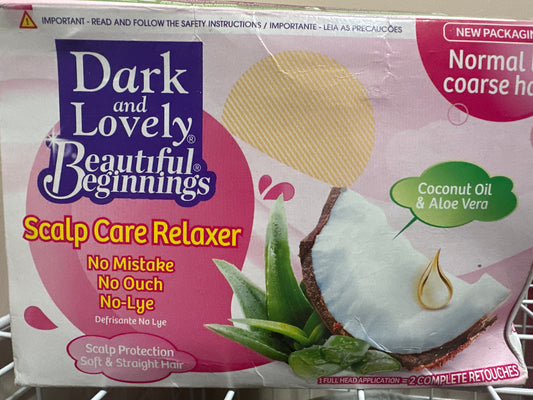 IMPORTANT - READ AND FOLLOW THE SAFETY INSTRUCTIONS / IMPORTANTE - LEIA AS PRECAUCÕES
NEW PACKAGIN
Normal
coarse ha
Dark
and
Lovely®
Beautiful®
Beginnings
Coconut Oil
& Aloe Vera
Scalp Care Relaxer
No Mistake
No Ouch
No-Lye
Defrisante No Lye
Scalp Protection
Soft & Straight Hair
1 FULL HEAD APPLICATION = 2 COMPLETE RETOUCHES